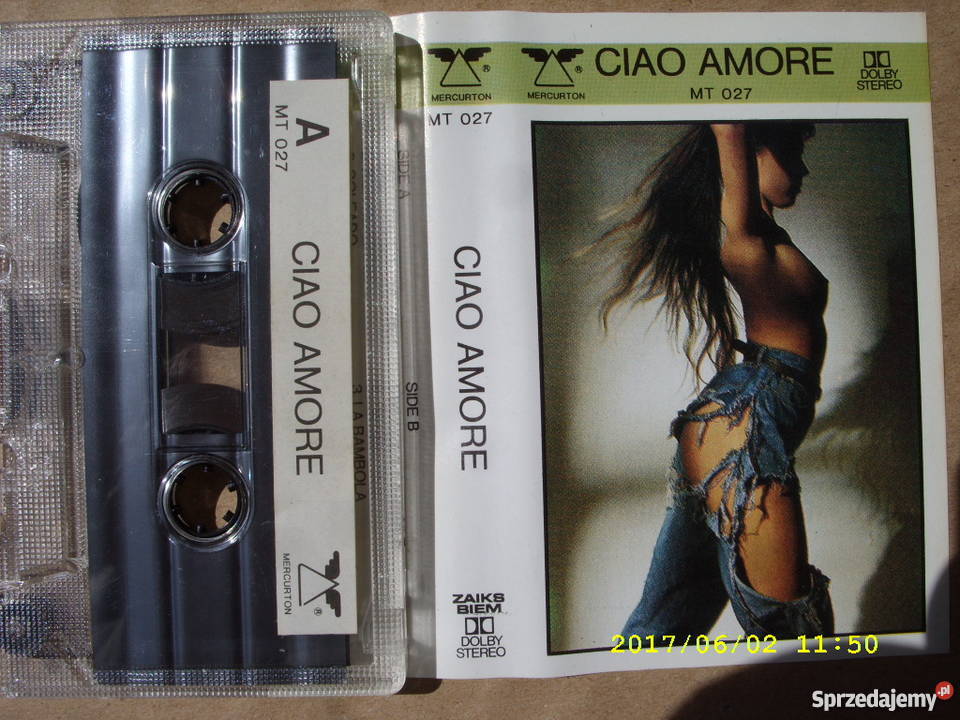 A
MT 027
CIAO AMORE
MERCURTON
®
SIDE A
SIDE B
3. LA BAMBOLA
®
MERCURTON
MT 027
CIAO AMORE
ZAIKS
BIEM
DOLBY
STEREO
®
MERCURTON
CIAO AMORE
MT 027
DOLBY
STEREO
2017/06/02 11:50
Sprzedajemy.pl